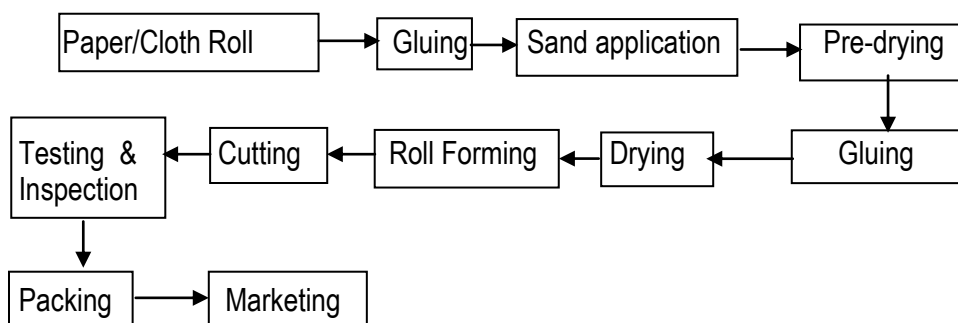 Paper/Cloth Roll
Gluing
Sand application
Pre-drying
Gluing
Drying
Roll Forming
Cutting
Testing &
Inspection
Packing
Marketing